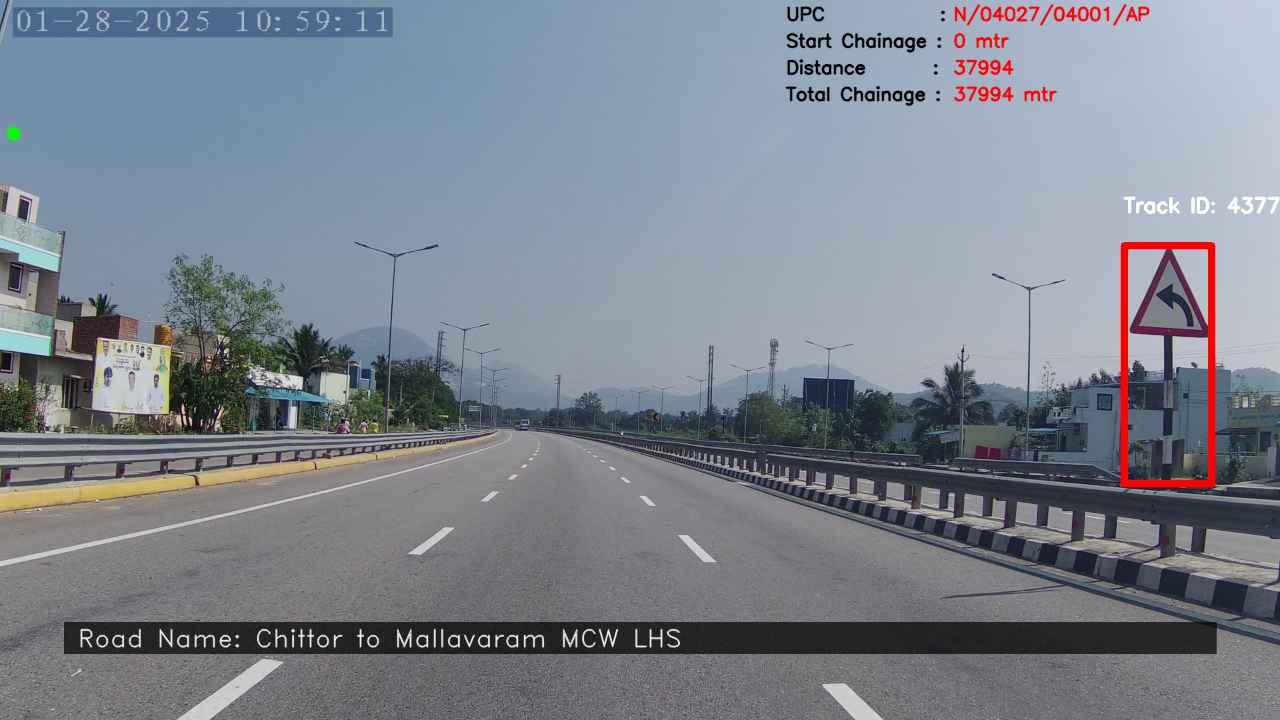 01-28-2025 10:59:11
UPC : N/04027/04001/AP
Start Chainage : 0 mtr
Distance : 37994
Total Chainage : 37994 mtr
Track ID: 4377
Road Name: Chittor to Mallavaram MCW LHS